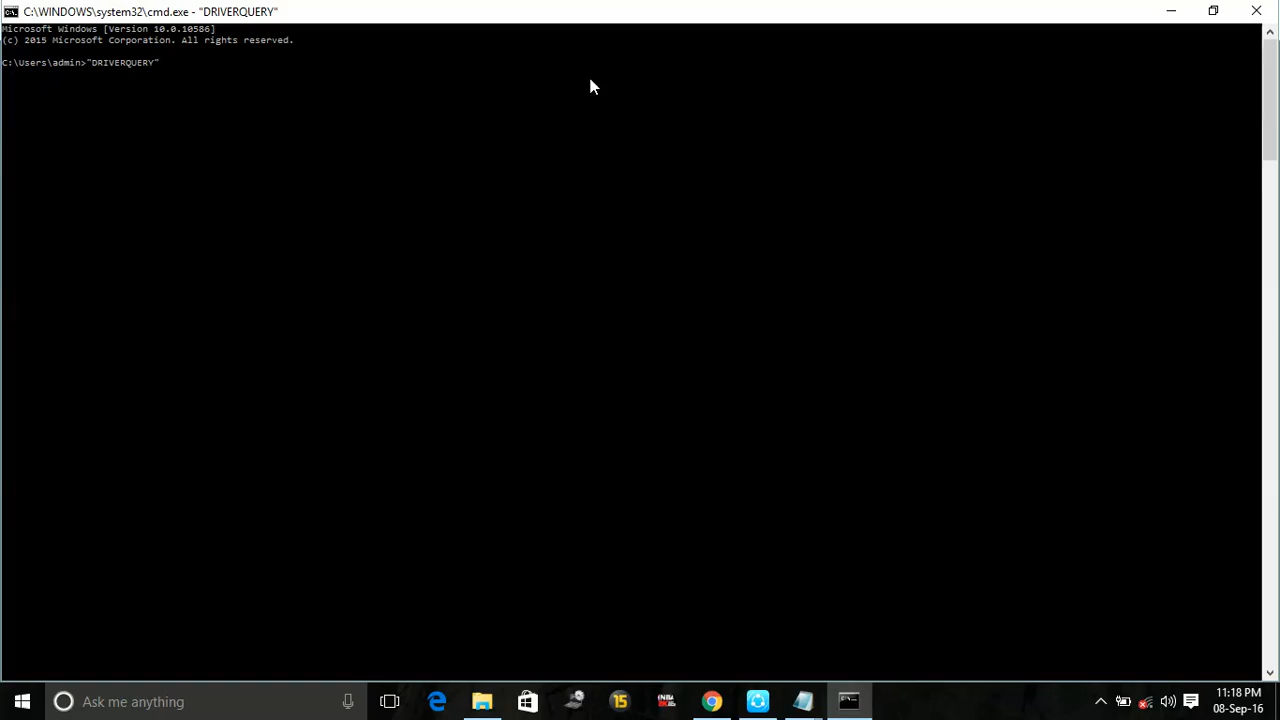 C:\WINDOWS\system32\cmd.exe - "DRIVERQUERY"
Microsoft Windows [Version 10.0.10586]
(c) 2015 Microsoft Corporation. All rights reserved.
C:\Users\admin>"DRIVERQUERY"
Ask me anything
15
11:18 PM
08-Sep-16